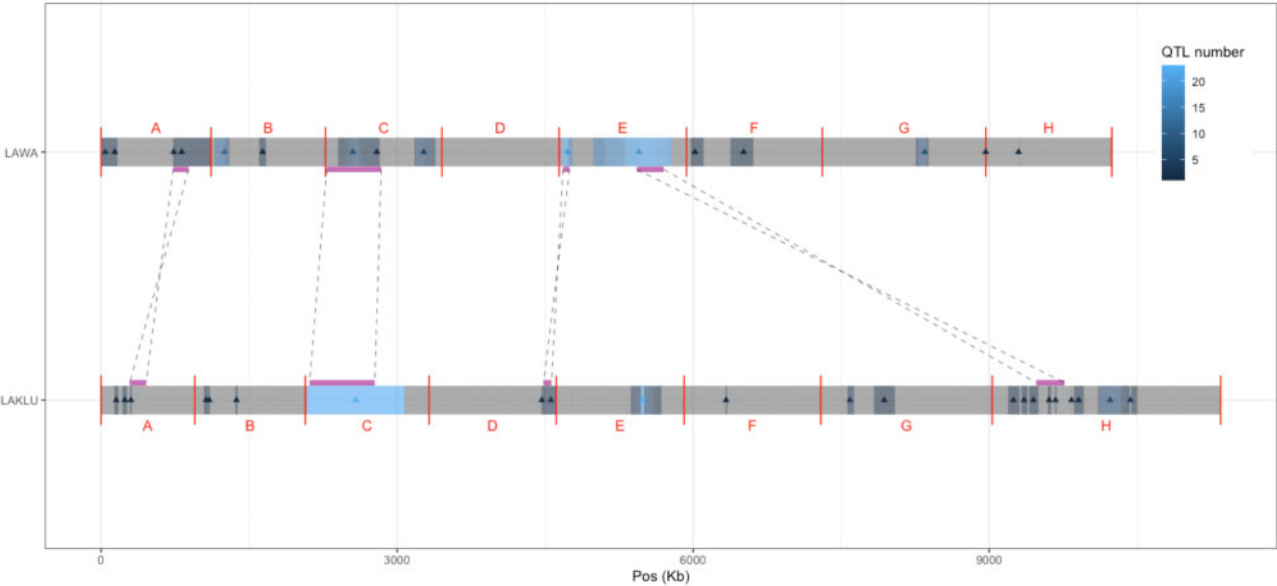 QTL number
20
15
10
5
A B C D E F G H
LAWA
LAKLU
A B C D E F G H
0 3000 6000 9000
Pos (Kb)